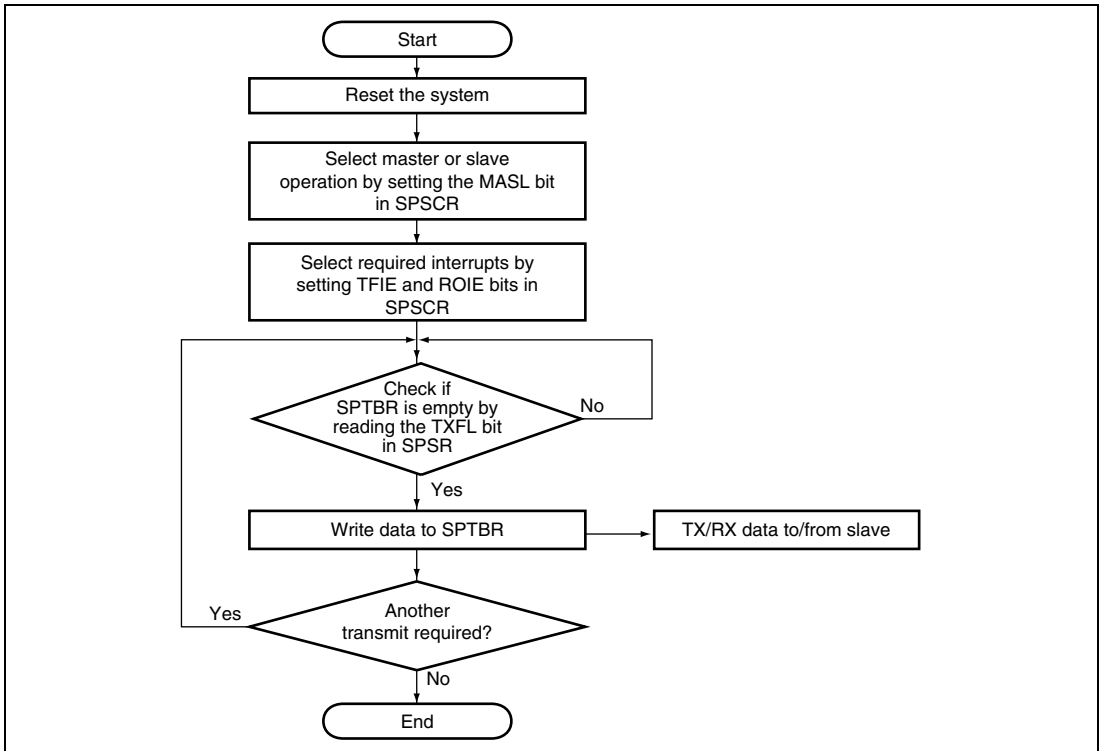 Start
Reset the system
Select master or slave
operation by setting the MASL bit
in SPSCR
Select required interrupts by
setting TFIE and ROIE bits in
SPSCR
Check if
SPTBR is empty by
reading the TXFL bit
in SPSR
No
Yes
Write data to SPTBR
TX/RX data to/from slave
Yes
Another
transmit required?
No
End